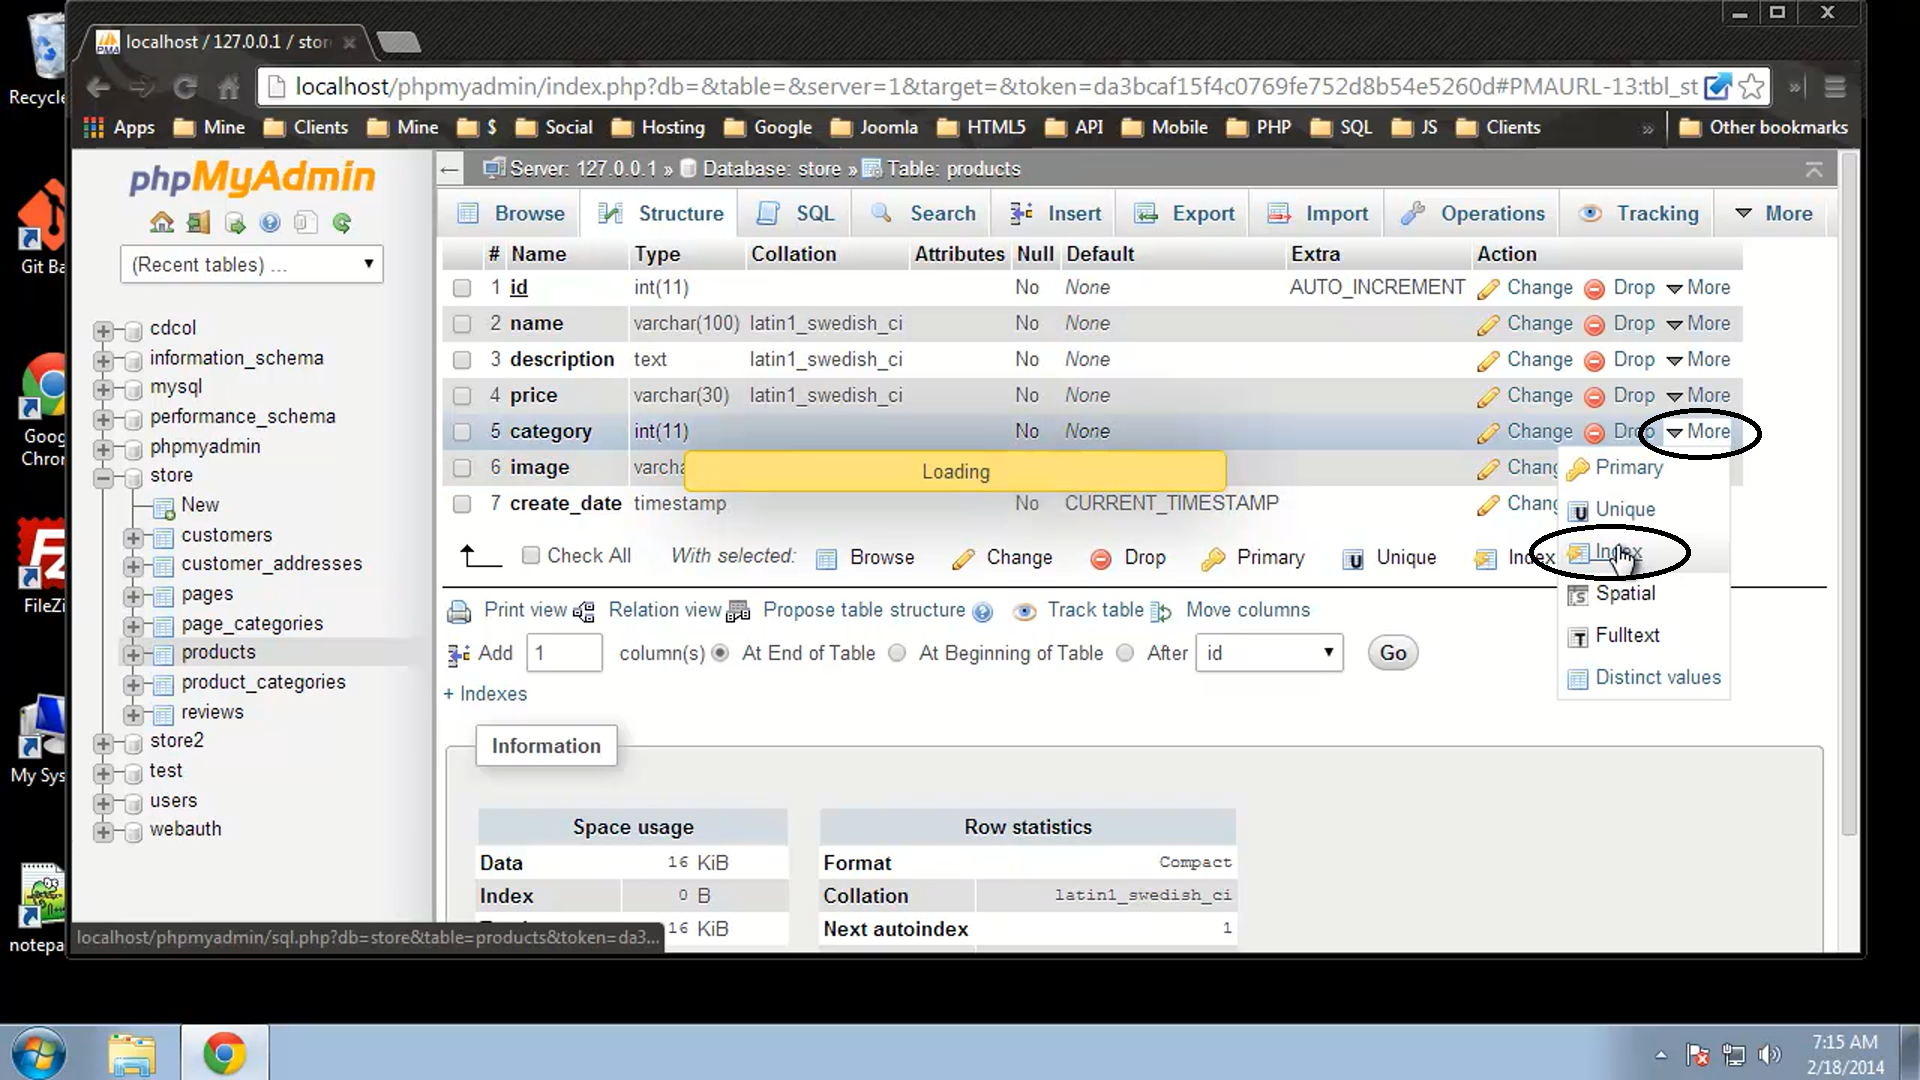 localhost / 127.0.0.1 / stor
localhost/phpmyadmin/index.php?db=&table=&server=1&target=&token=da3bcaf15f4c0769fe752d8b54e5260d#PMAURL-13:tbl_st
Apps Mine Clients Mine $ Social Hosting Google Joomla HTML5 API Mobile PHP SQL JS Clients » Other bookmarks
phpMyAdmin
(Recent tables) ...
cdcol
information_schema
mysql
performance_schema
phpmyadmin
store
New
customers
customer_addresses
pages
page_categories
products
product_categories
reviews
store2
test
users
webauth
Server: 127.0.0.1 » Database: store » Table: products
Browse Structure SQL Search Insert Export Import Operations Tracking More
# Name Type Collation Attributes Null Default Extra Action
1 id int(11) No None AUTO_INCREMENT Change Drop More
2 name varchar(100) latin1_swedish_ci No None Change Drop More
3 description text latin1_swedish_ci No None Change Drop More
4 price varchar(30) latin1_swedish_ci No None Change Drop More
5 category int(11) No None Change Drop More
6 image varcha Chang
7 create_date timestamp No CURRENT_TIMESTAMP Chang
Loading
Primary
Unique
Index
Spatial
Fulltext
Distinct values
Check All With selected: Browse Change Drop Primary Unique Index
Print view Relation view Propose table structure Track table Move columns
Add 1 column(s) At End of Table At Beginning of Table After id Go
+ Indexes
Information
Space usage
Data 16 KiB
Index 0 B
16 KiB
Row statistics
Format Compact
Collation latin1_swedish_ci
Next autoindex 1
localhost/phpmyadmin/sql.php?db=store&table=products&token=da3...
Recycle
Git Ba
Goog
Chron
FileZi
My Sys
notepa
7:15 AM
2/18/2014